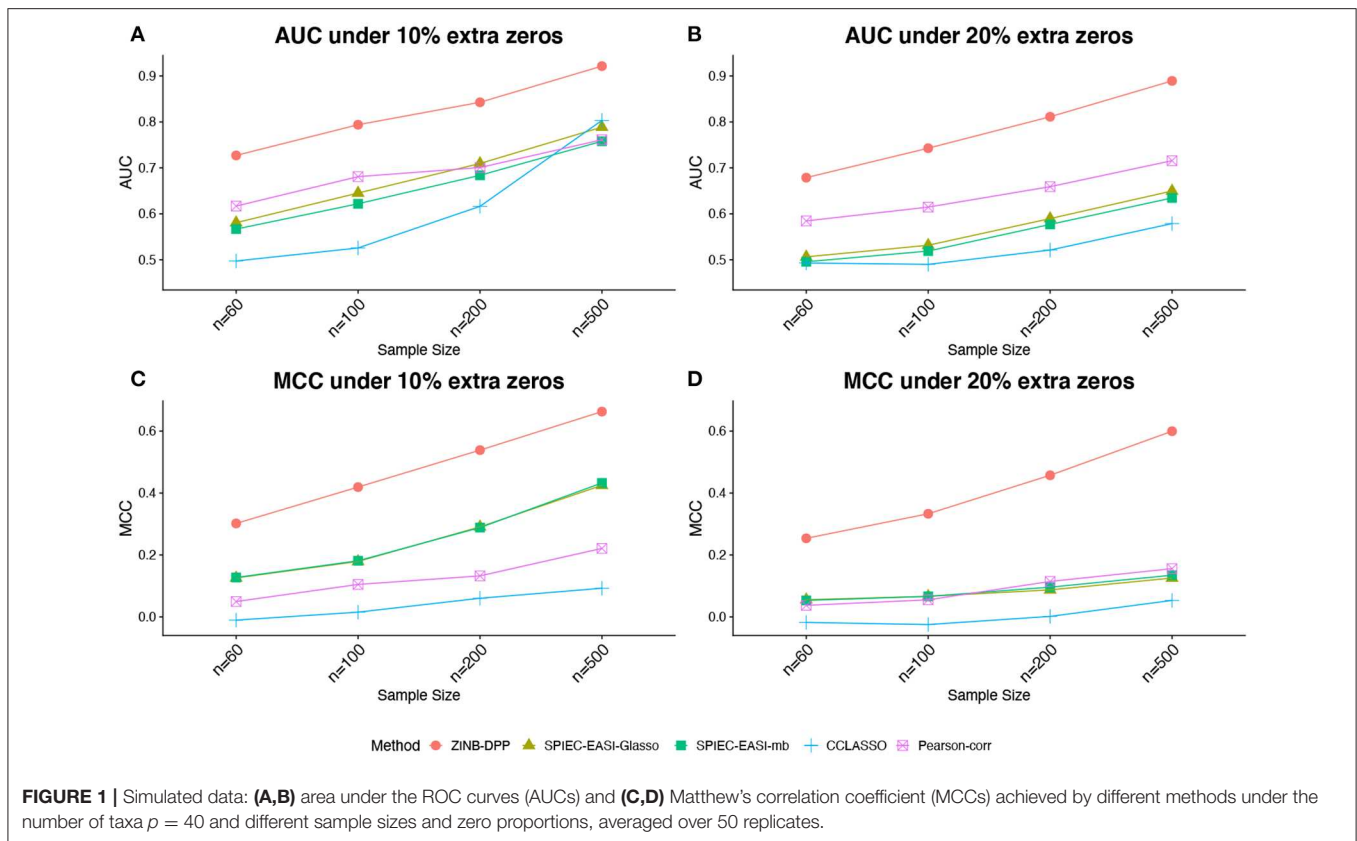 A
AUC under 10% extra zeros
0.9
0.8
0.7
0.6
0.5
AUC
n=60
n=100
n=200
n=500
Sample Size
B
AUC under 20% extra zeros
0.9
0.8
0.7
0.6
0.5
AUC
n=60
n=100
n=200
n=500
Sample Size
C
MCC under 10% extra zeros
0.6
0.4
0.2
0.0
MCC
n=60
n=100
n=200
n=500
Sample Size
D
MCC under 20% extra zeros
0.6
0.4
0.2
0.0
MCC
n=60
n=100
n=200
n=500
Sample Size
Method ZINB-DPP SPIEC-EASI-Glasso SPIEC-EASI-mb CCLASSO Pearson-corr
FIGURE 1 | Simulated data: (A,B) area under the ROC curves (AUCs) and (C,D) Matthew's correlation coefficient (MCCs) achieved by different methods under the
number of taxa p = 40 and different sample sizes and zero proportions, averaged over 50 replicates.